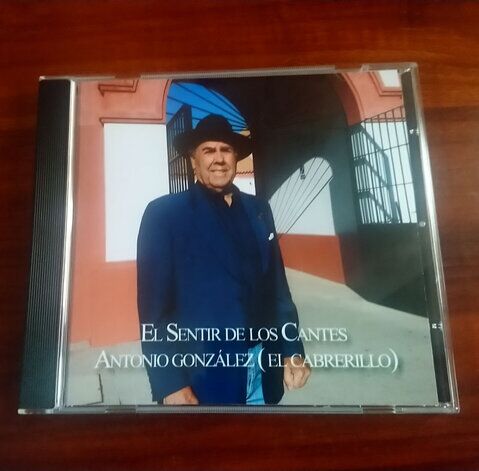 El Sentir de los Cantes
Antonio González ( El Cabrerillo)